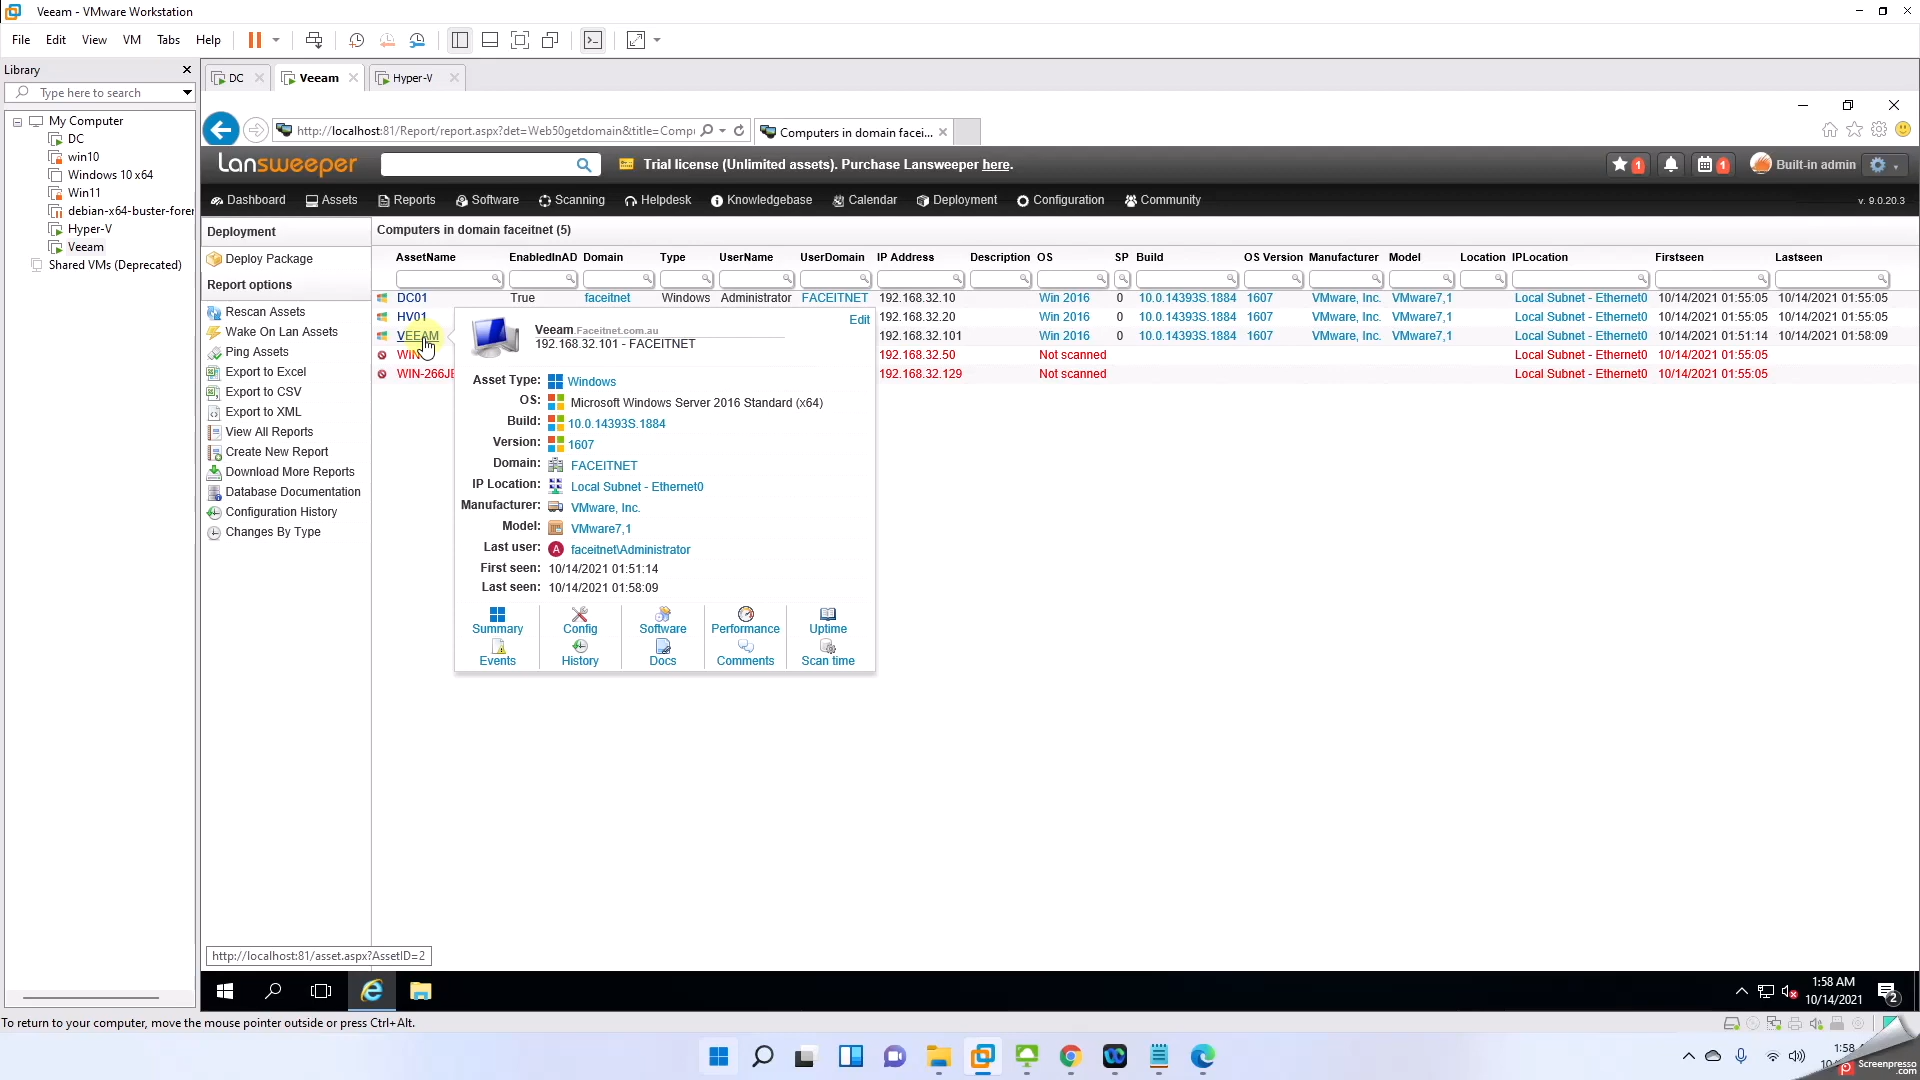 Veeam - VMware Workstation
File Edit View VM Tabs Help
Library
Type here to search
My Computer
DC
win10
Windows 10 x64
Win11
debian-x64-buster-forer
Hyper-V
Veeam
Shared VMs (Deprecated)
DC
Veeam
Hyper-V
http://localhost:81/Report/report.aspx?det=Web50getdomain&title=Compu
Computers in domain facei...
Lansweeper
Trial license (Unlimited assets). Purchase Lansweeper here.
1
1
Built-in admin
Dashboard Assets Reports Software Scanning Helpdesk Knowledgebase Calendar Deployment Configuration Community
v. 9.0.20.3
Deployment
Deploy Package
Report options
Rescan Assets
Wake On Lan Assets
Ping Assets
Export to Excel
Export to CSV
Export to XML
View All Reports
Create New Report
Download More Reports
Database Documentation
Configuration History
Changes By Type
Computers in domain faceitnet (5)
AssetName EnabledInAD Domain Type UserName UserDomain IP Address Description OS SP Build OS Version Manufacturer Model Location IPLocation Firstseen Lastseen
DC01 True faceitnet Windows Administrator FACEITNET 192.168.32.10 Win 2016 0 10.0.14393S.1884 1607 VMware, Inc. VMware7,1 Local Subnet - Ethernet0 10/14/2021 01:55:05 10/14/2021 01:55:05
HV01 192.168.32.20 Win 2016 0 10.0.14393S.1884 1607 VMware, Inc. VMware7,1 Local Subnet - Ethernet0 10/14/2021 01:55:05 10/14/2021 01:55:05
VEEAM 192.168.32.101 Win 2016 0 10.0.14393S.1884 1607 VMware, Inc. VMware7,1 Local Subnet - Ethernet0 10/14/2021 01:51:14 10/14/2021 01:58:09
192.168.32.50 Not scanned Local Subnet - Ethernet0 10/14/2021 01:55:05
WIN-266JE 192.168.32.129 Not scanned Local Subnet - Ethernet0 10/14/2021 01:55:05
Edit
Veeam.Faceitnet.com.au
192.168.32.101 - FACEITNET
Asset Type: Windows
OS: Microsoft Windows Server 2016 Standard (x64)
Build: 10.0.14393S.1884
Version: 1607
Domain: FACEITNET
IP Location: Local Subnet - Ethernet0
Manufacturer: VMware, Inc.
Model: VMware7,1
Last user: A faceitnet\Administrator
First seen: 10/14/2021 01:51:14
Last seen: 10/14/2021 01:58:09
Summary Config Software Performance Uptime
Events History Docs Comments Scan time
http://localhost:81/asset.aspx?AssetID=2
1:58 AM
10/14/2021
2
To return to your computer, move the mouse pointer outside or press Ctrl+Alt.
1:58
Screenpresso
.com